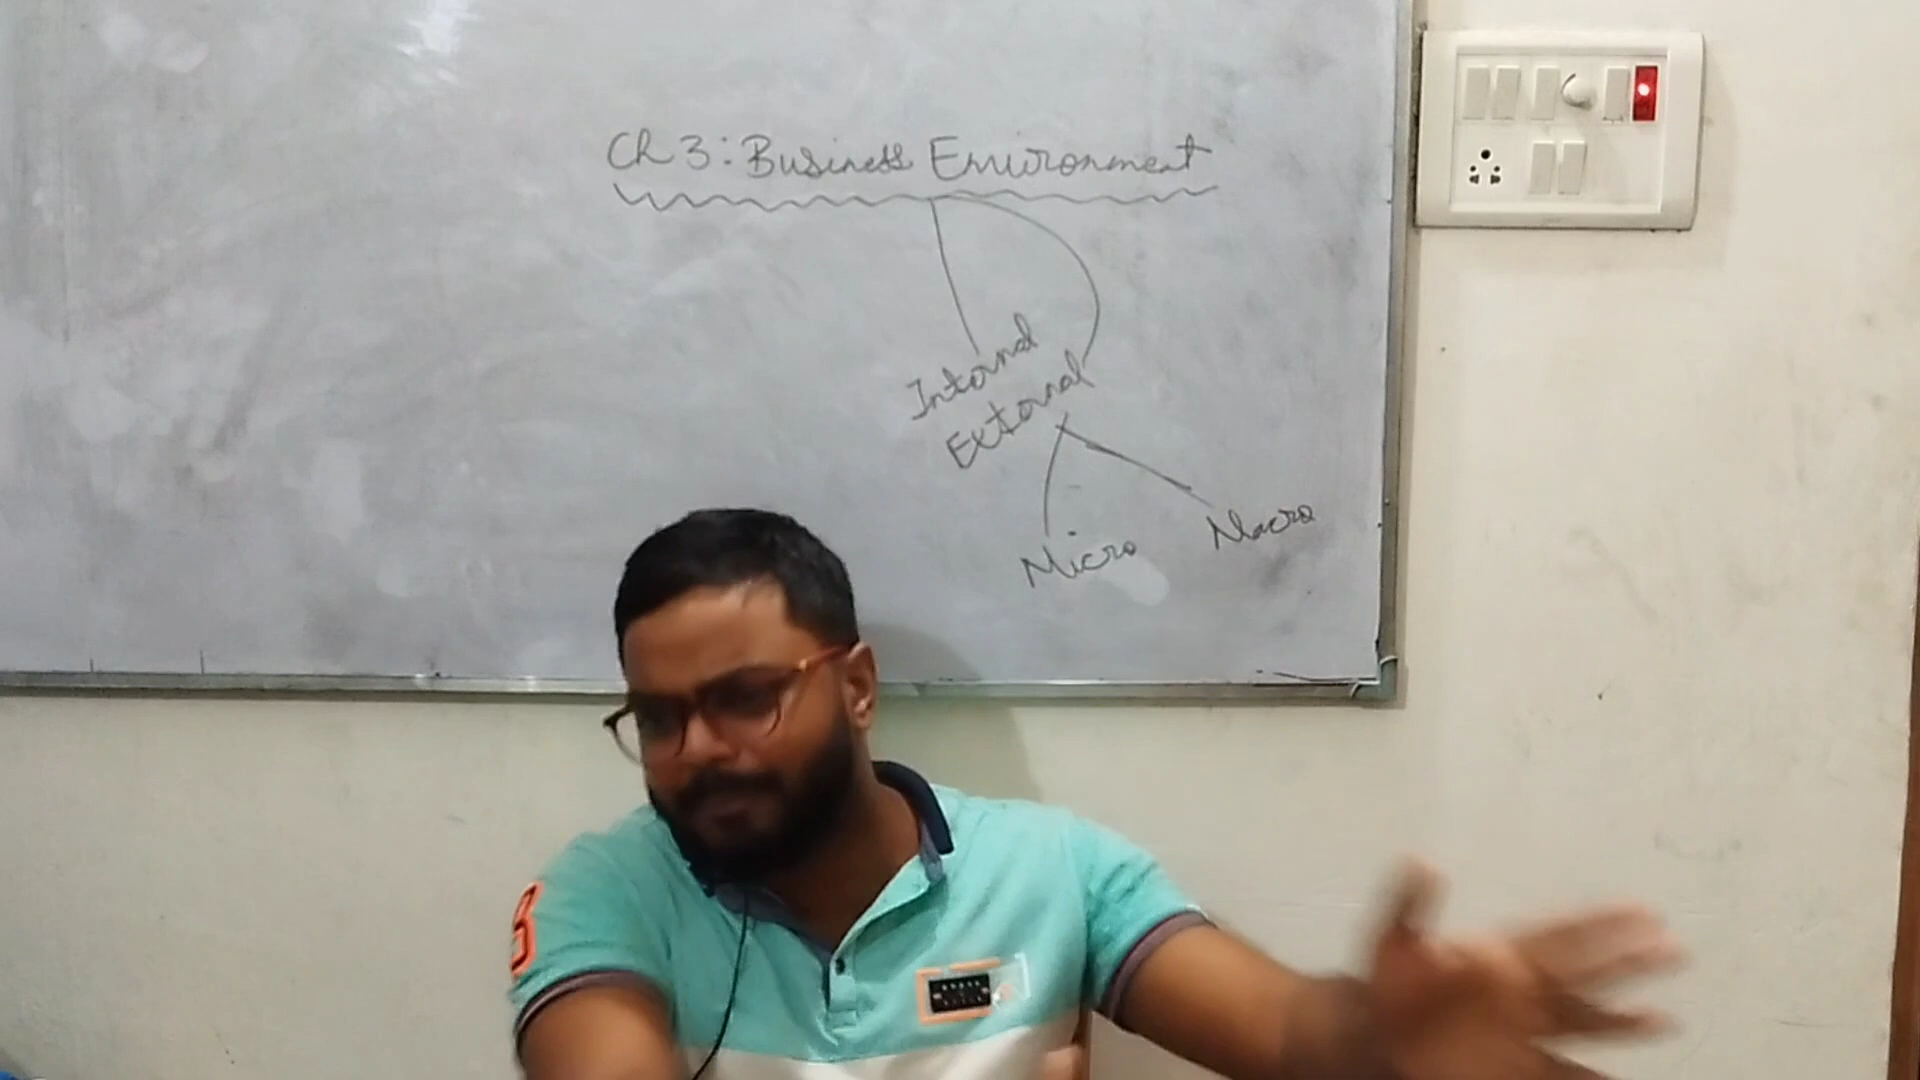 Ch 3: Business Environment
Internal
External
Micro
Macro